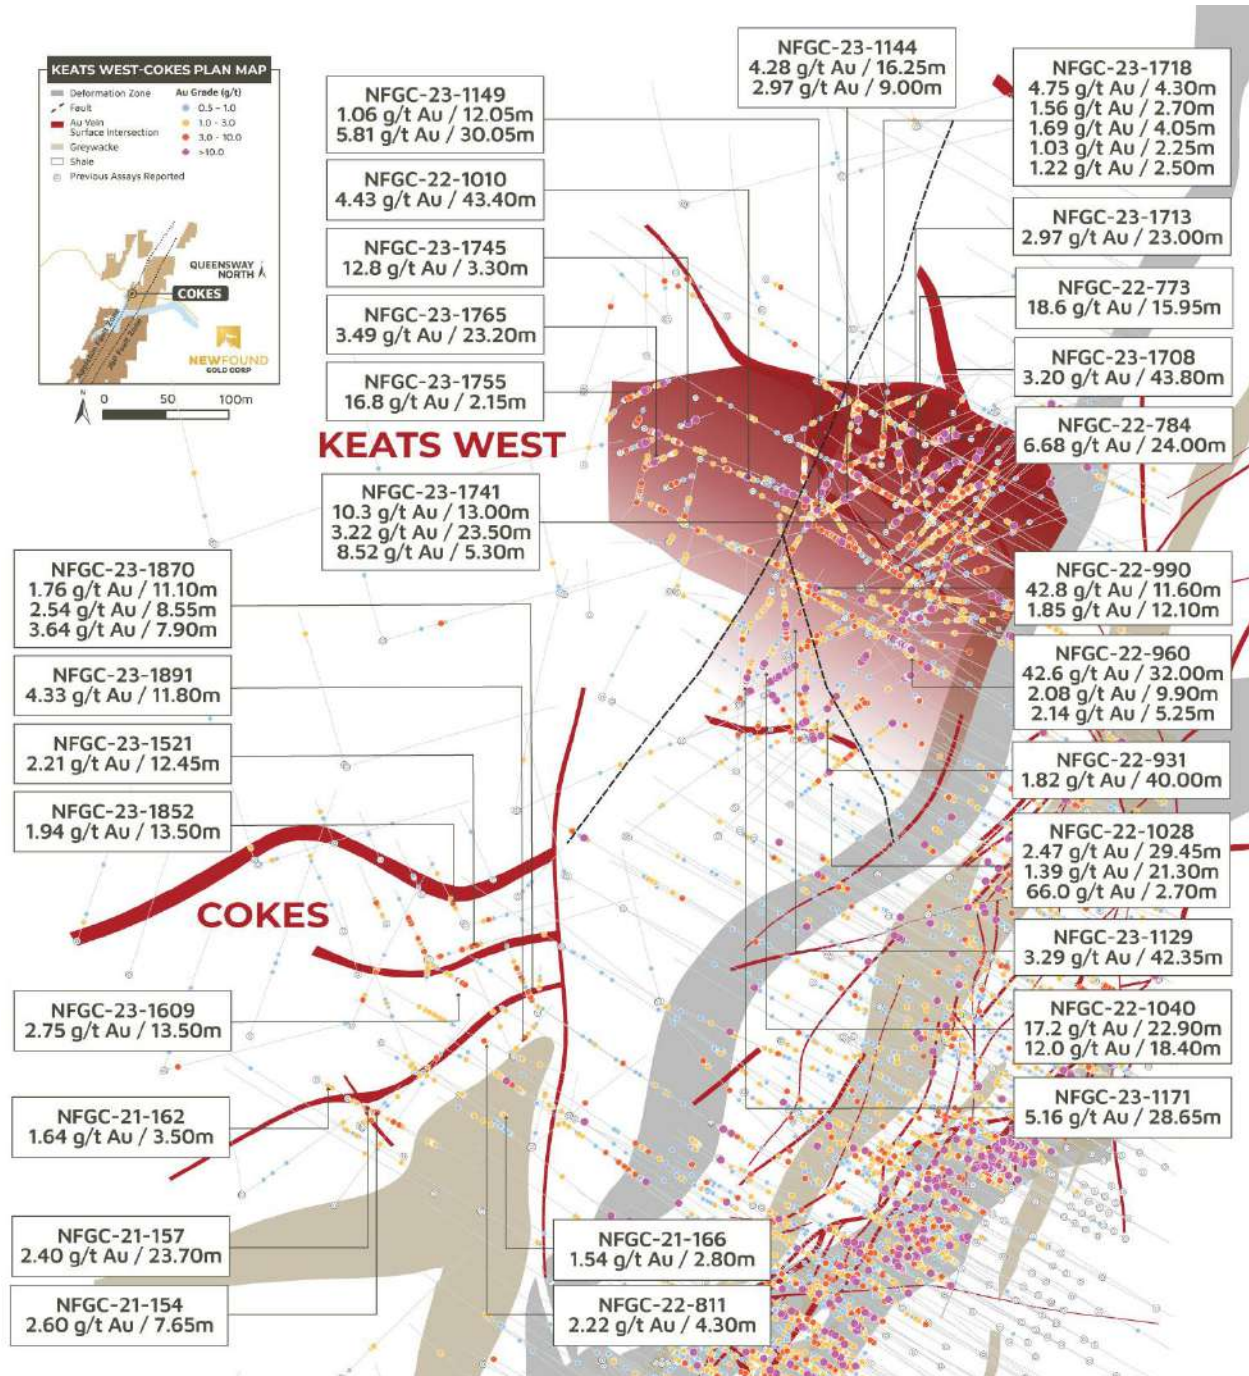 KEATS WEST-COKES PLAN MAP
Deformation Zone
Fault
Au Vein
Surface Intersection
Greywacke
Shale
Previous Assays Reported
Au Grade (g/t)
0.5 - 1.0
1.0 - 3.0
3.0 - 10.0
>10.0
QUEENSWAY
NORTH
COKES
Appleton Fault Zone
JBP Fault Zone
NEWFOUND
GOLD CORP
N
0 50 100m
NFGC-23-1149
1.06 g/t Au / 12.05m
5.81 g/t Au / 30.05m
NFGC-22-1010
4.43 g/t Au / 43.40m
NFGC-23-1745
12.8 g/t Au / 3.30m
NFGC-23-1765
3.49 g/t Au / 23.20m
NFGC-23-1755
16.8 g/t Au / 2.15m
KEATS WEST
NFGC-23-1741
10.3 g/t Au / 13.00m
3.22 g/t Au / 23.50m
8.52 g/t Au / 5.30m
NFGC-23-1144
4.28 g/t Au / 16.25m
2.97 g/t Au / 9.00m
NFGC-23-1718
4.75 g/t Au / 4.30m
1.56 g/t Au / 2.70m
1.69 g/t Au / 4.05m
1.03 g/t Au / 2.25m
1.22 g/t Au / 2.50m
NFGC-23-1713
2.97 g/t Au / 23.00m
NFGC-22-773
18.6 g/t Au / 15.95m
NFGC-23-1708
3.20 g/t Au / 43.80m
NFGC-22-784
6.68 g/t Au / 24.00m
NFGC-22-990
42.8 g/t Au / 11.60m
1.85 g/t Au / 12.10m
NFGC-22-960
42.6 g/t Au / 32.00m
2.08 g/t Au / 9.90m
2.14 g/t Au / 5.25m
NFGC-22-931
1.82 g/t Au / 40.00m
NFGC-22-1028
2.47 g/t Au / 29.45m
1.39 g/t Au / 21.30m
66.0 g/t Au / 2.70m
NFGC-23-1129
3.29 g/t Au / 42.35m
NFGC-22-1040
17.2 g/t Au / 22.90m
12.0 g/t Au / 18.40m
NFGC-23-1171
5.16 g/t Au / 28.65m
NFGC-23-1870
1.76 g/t Au / 11.10m
2.54 g/t Au / 8.55m
3.64 g/t Au / 7.90m
NFGC-23-1891
4.33 g/t Au / 11.80m
NFGC-23-1521
2.21 g/t Au / 12.45m
NFGC-23-1852
1.94 g/t Au / 13.50m
COKES
NFGC-23-1609
2.75 g/t Au / 13.50m
NFGC-21-162
1.64 g/t Au / 3.50m
NFGC-21-157
2.40 g/t Au / 23.70m
NFGC-21-154
2.60 g/t Au / 7.65m
NFGC-21-166
1.54 g/t Au / 2.80m
NFGC-22-811
2.22 g/t Au / 4.30m